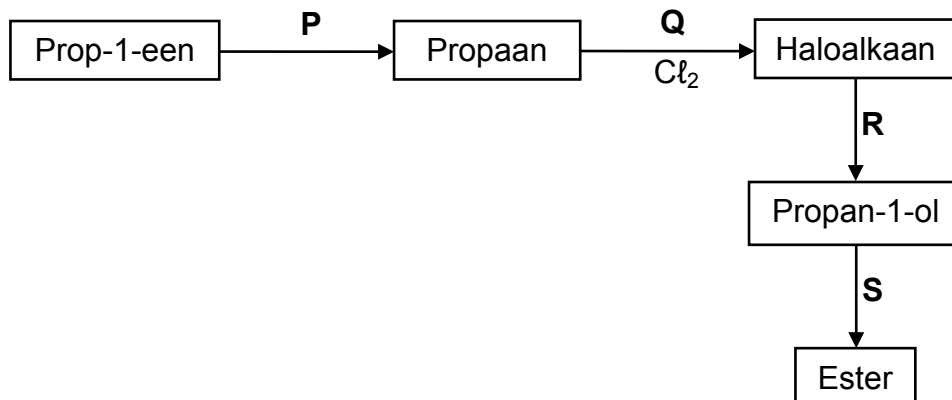 Prop-1-een
P
Propaan
Q
Cℓ₂
Haloalkaan
R
Propan-1-ol
S
Ester